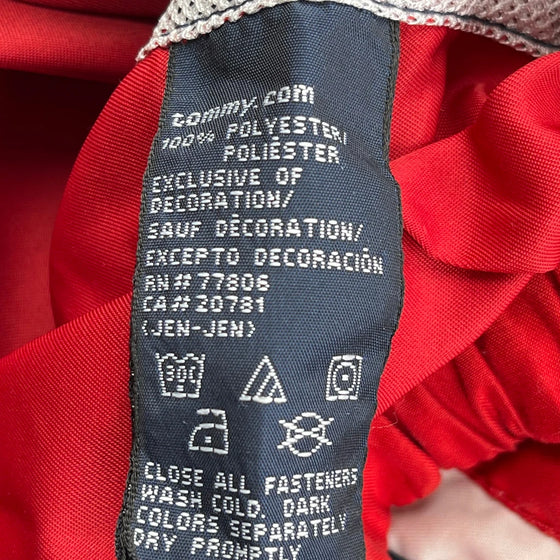 tommy.com
100% POLYESTER/
POLIÉSTER
EXCLUSIVE OF
DECORATION/
SAUF DÉCORATION/
EXCEPTO DECORACIÓN
RN# 77806
CA# 20781
(JEN-JEN)
30C
CLOSE ALL FASTENERS
WASH COLD. DARK
COLORS SEPARATELY
DRY PROMPTLY